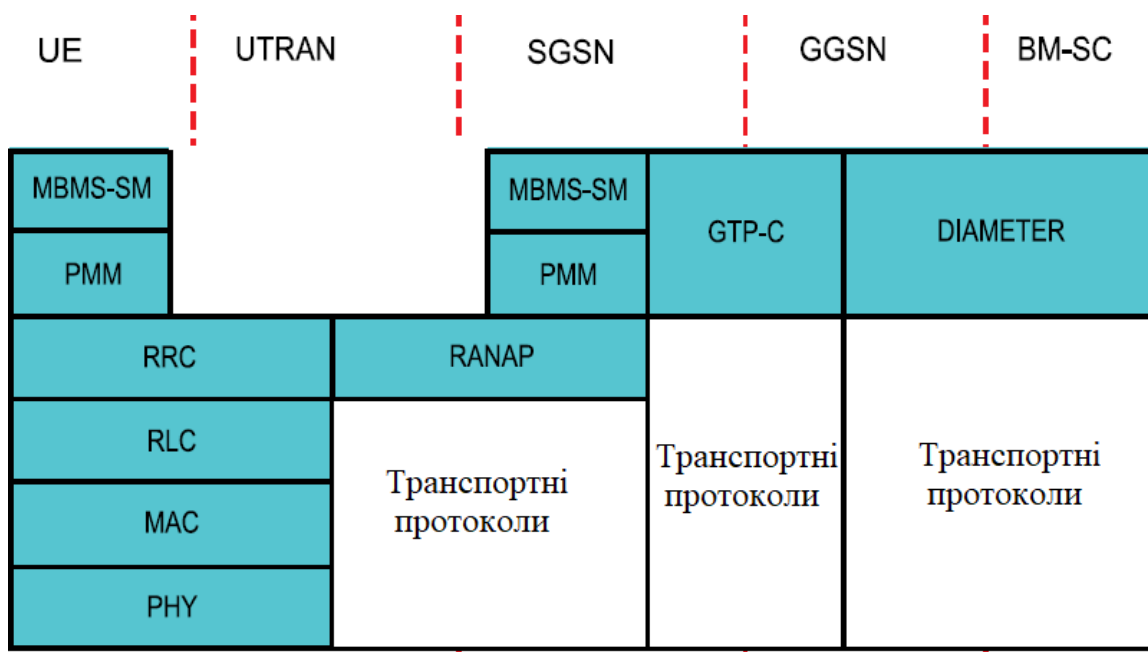 UE UTRAN SGSN GGSN BM-SC
MBMS-SM MBMS-SM GTP-C DIAMETER
PMM PMM
RRC RANAP
RLC
MAC
PHY
Транспортні
протоколи
Транспортні
протоколи
Транспортні
протоколи